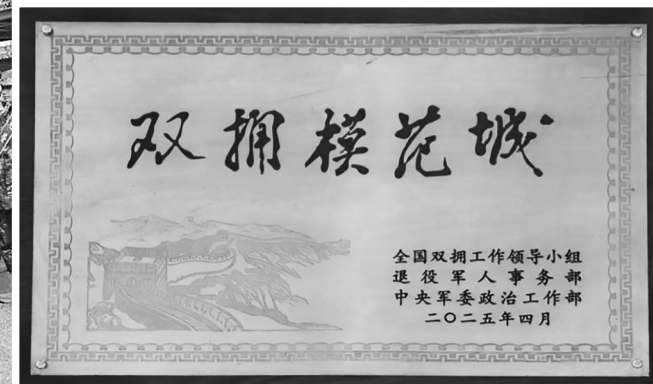 双拥模范城
全国双拥工作领导小组
退役军人事务部
中央军委政治工作部
二〇二五年四月